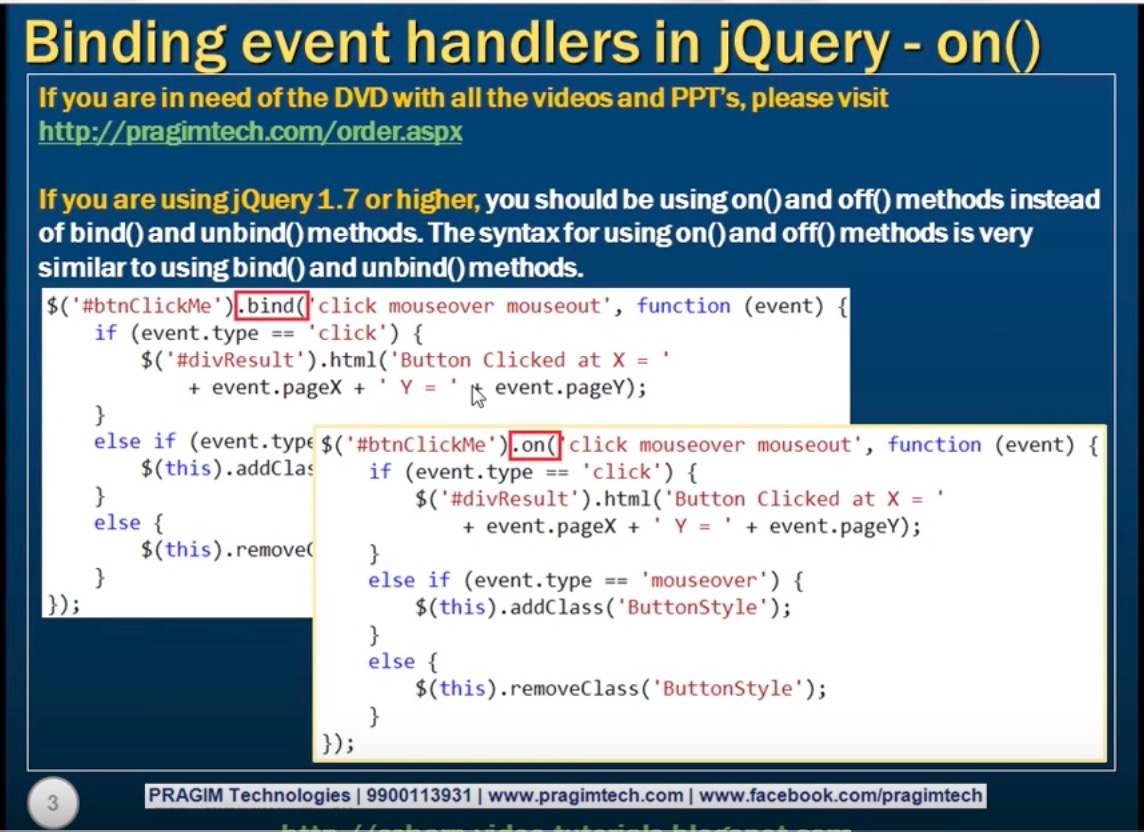 Binding event handlers in jQuery - on()
If you are in need of the DVD with all the videos and PPT's, please visit
http://pragimtech.com/order.aspx
If you are using jQuery 1.7 or higher, you should be using on() and off() methods instead
of bind() and unbind() methods. The syntax for using on() and off() methods is very
similar to using bind() and unbind() methods.
$('#btnClickMe').bind('click mouseover mouseout', function (event) {
if (event.type == 'click') {
$('#divResult').html('Button Clicked at X = '
+ event.pageX + ' Y = ' + event.pageY);
}
else if (event.type
$(this).addClas
}
else {
$(this).remove
}
});
$('#btnClickMe').on('click mouseover mouseout', function (event) {
if (event.type == 'click') {
$('#divResult').html('Button Clicked at X = '
+ event.pageX + ' Y = ' + event.pageY);
}
else if (event.type == 'mouseover') {
$(this).addClass('ButtonStyle');
}
else {
$(this).removeClass('ButtonStyle');
}
});
3
PRAGIM Technologies | 9900113931 | www.pragimtech.com | www.facebook.com/pragimtech